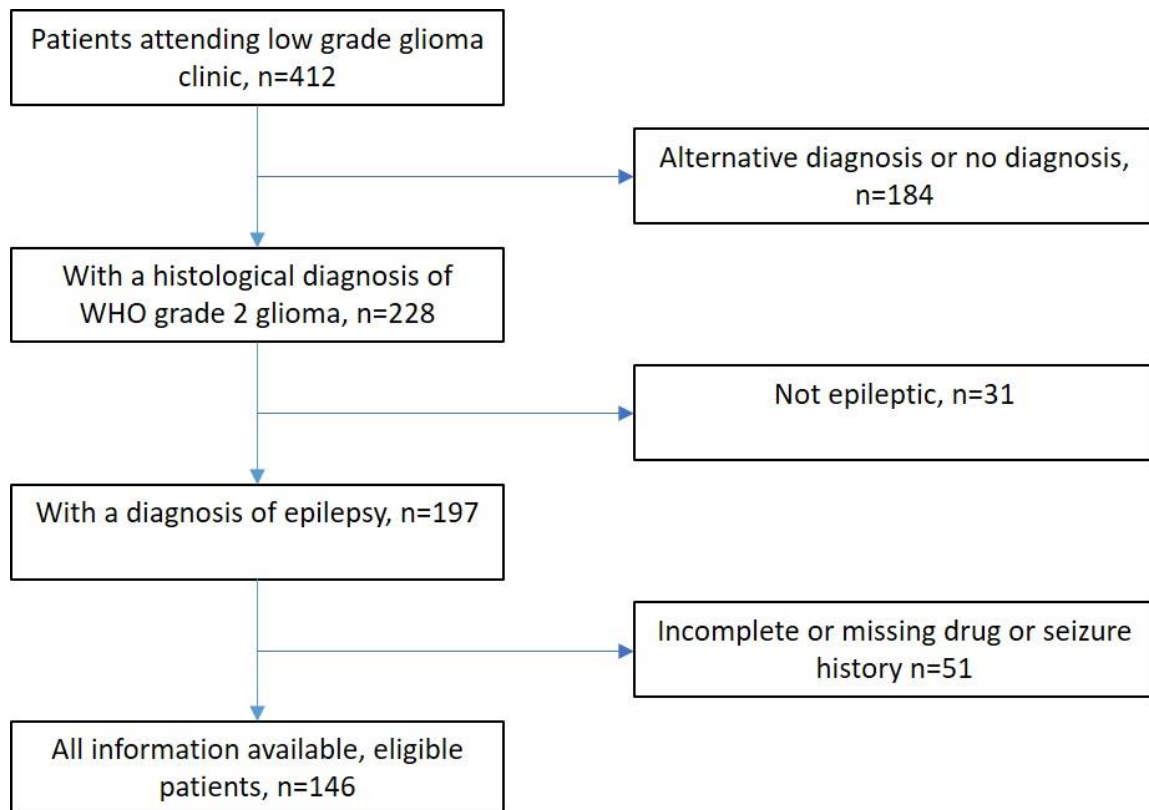 Patients attending low grade glioma
clinic, n=412
Alternative diagnosis or no diagnosis,
n=184
With a histological diagnosis of
WHO grade 2 glioma, n=228
Not epileptic, n=31
With a diagnosis of epilepsy, n=197
Incomplete or missing drug or seizure
history n=51
All information available, eligible
patients, n=146